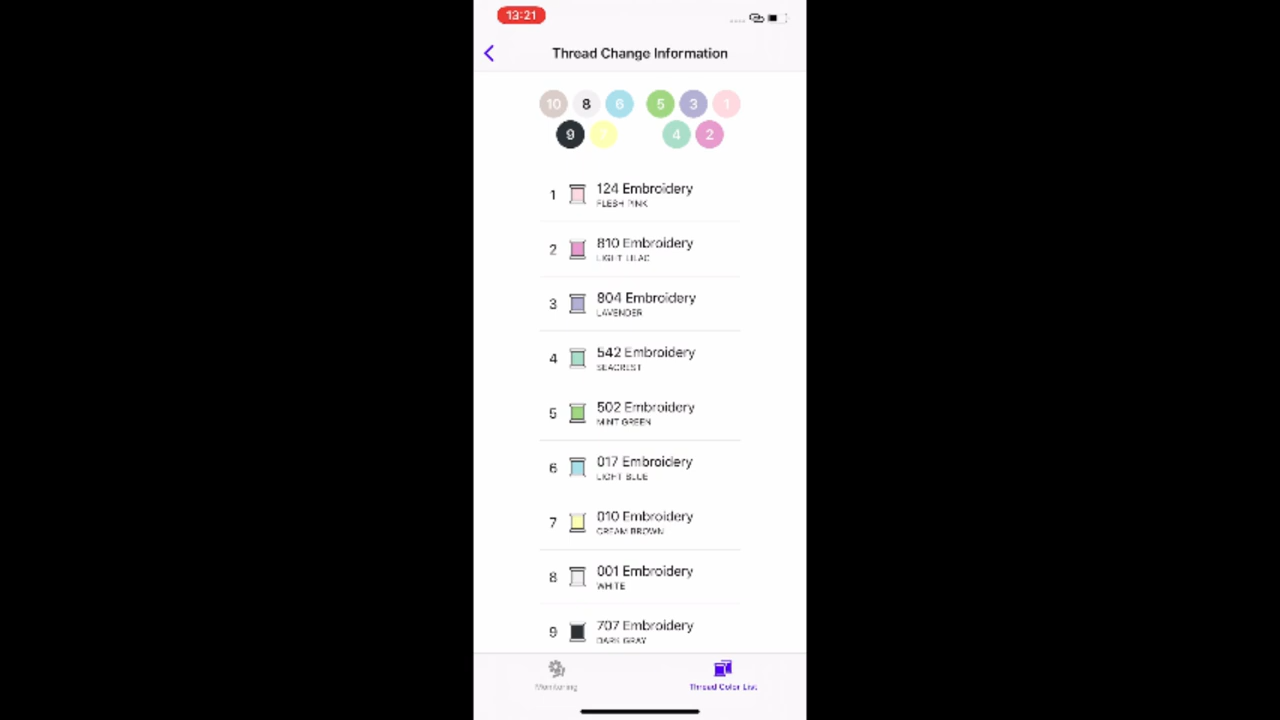 13:21
Thread Change Information
10 8 6 5 3 1
9 7 4 2
1 124 Embroidery
FLESH PINK
2 810 Embroidery
LIGHT LILAC
3 804 Embroidery
LAVENDER
4 542 Embroidery
SEACREST
5 502 Embroidery
MINT GREEN
6 017 Embroidery
LIGHT BLUE
7 010 Embroidery
CREAM BROWN
8 001 Embroidery
WHITE
9 707 Embroidery
DARK GRAY
Monitoring Thread Color List